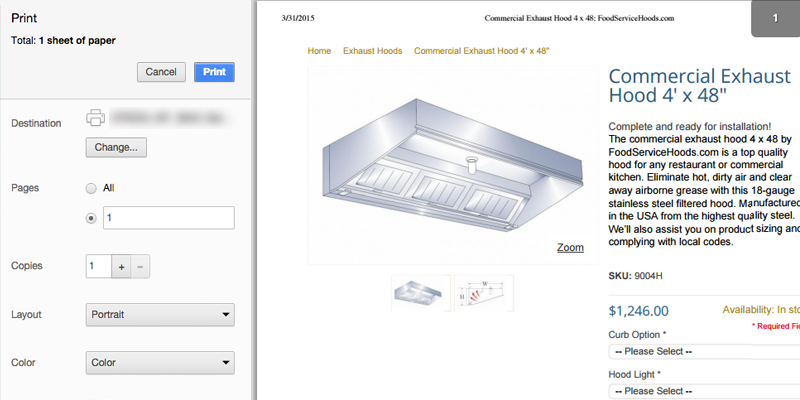 Print
Total: 1 sheet of paper
Cancel
Print
Destination
Change...
Pages
All
1
Copies
1
+
−
Layout
Portrait
Color
Color
3/31/2015
Commercial Exhaust Hood 4 x 48: FoodServiceHoods.com
1
Home
Exhaust Hoods
Commercial Exhaust Hood 4' x 48"
Zoom
W
H
Commercial Exhaust
Hood 4' x 48"
Complete and ready for installation!
The commercial exhaust hood 4 x 48 by
FoodServiceHoods.com is a top quality
hood for any restaurant or commercial
kitchen. Eliminate hot, dirty air and clear
away airborne grease with this 18-gauge
stainless steel filtered hood. Manufactured
in the USA from the highest quality steel.
We'll also assist you on product sizing and
complying with local codes.
SKU: 9004H
$1,246.00
Availability: In sto
* Required Fie
Curb Option *
-- Please Select --
Hood Light *
-- Please Select --